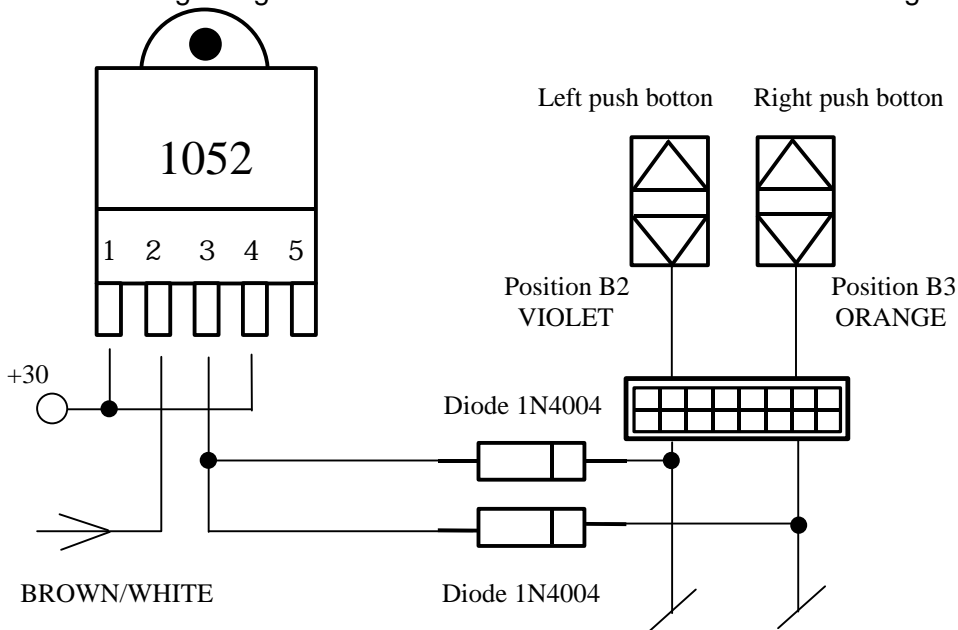 Left push botton Right push botton
1052
1 2 3 4 5
Position B2 Position B3
VIOLET ORANGE
+30
Diode 1N4004
BROWN/WHITE Diode 1N4004